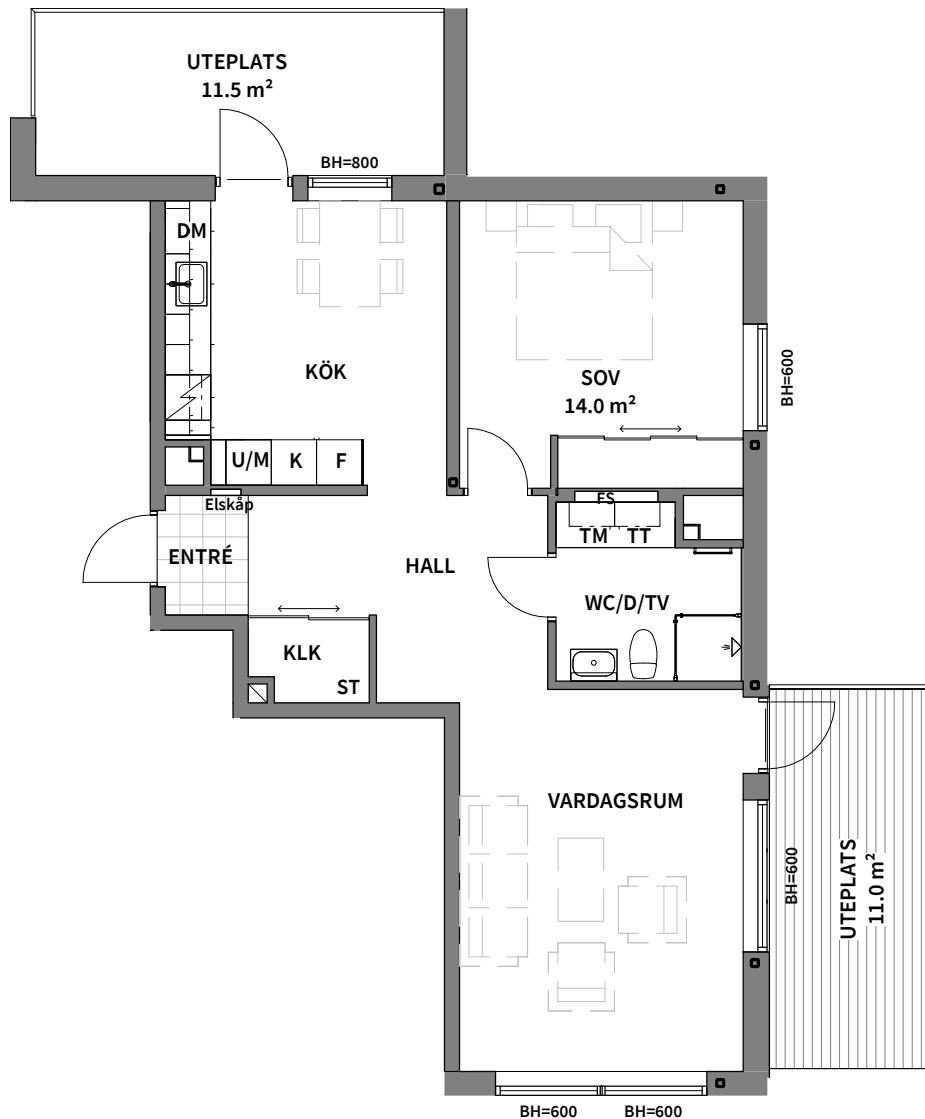 UTEPLATS
11.5 m²
BH=800
DM
KÖK
SOV
14.0 m²
BH=600
U/M
K
F
Elskåp
FS
TM
TT
ENTRÉ
HALL
WC/D/TV
KLK
ST
VARDAGSRUM
BH=600
UTEPLATS
11.0 m²
BH=600
BH=600